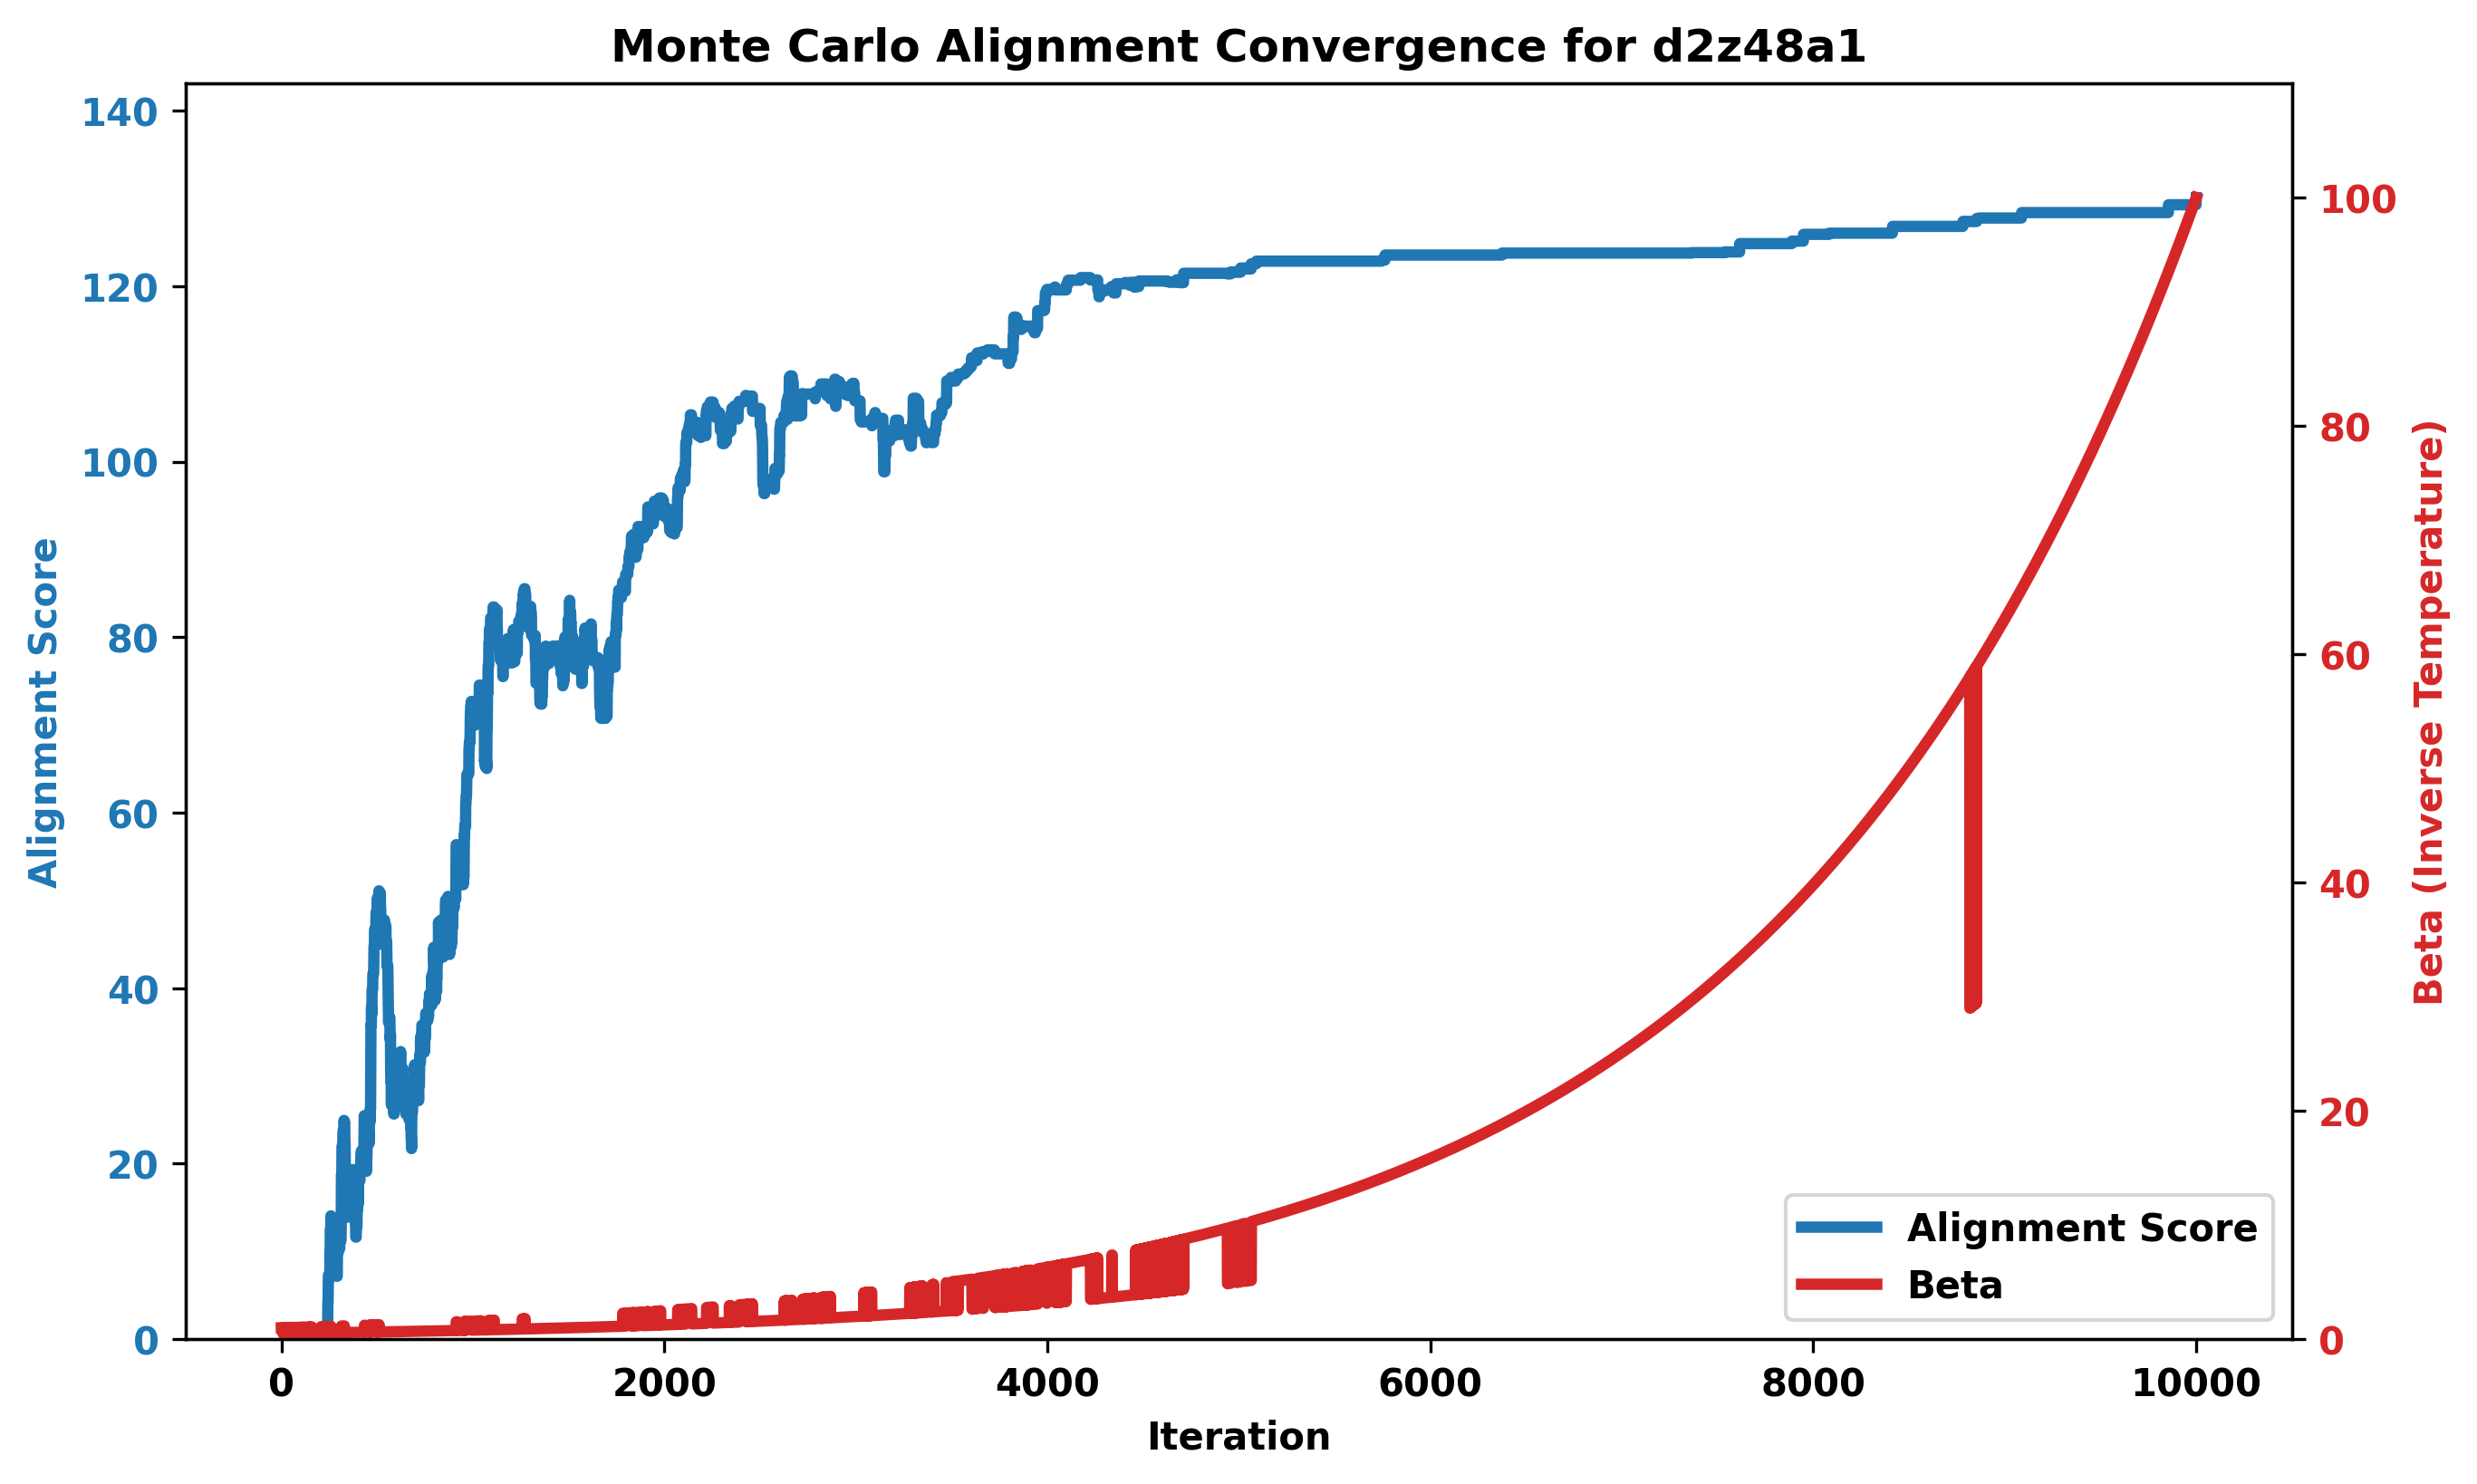 Monte Carlo Alignment Convergence for d2z48a1
140
120
100
80
60
40
20
0
Alignment Score
100
80
60
40
20
0
Beta (Inverse Temperature)
Alignment Score
Beta
0 2000 4000 6000 8000 10000
Iteration